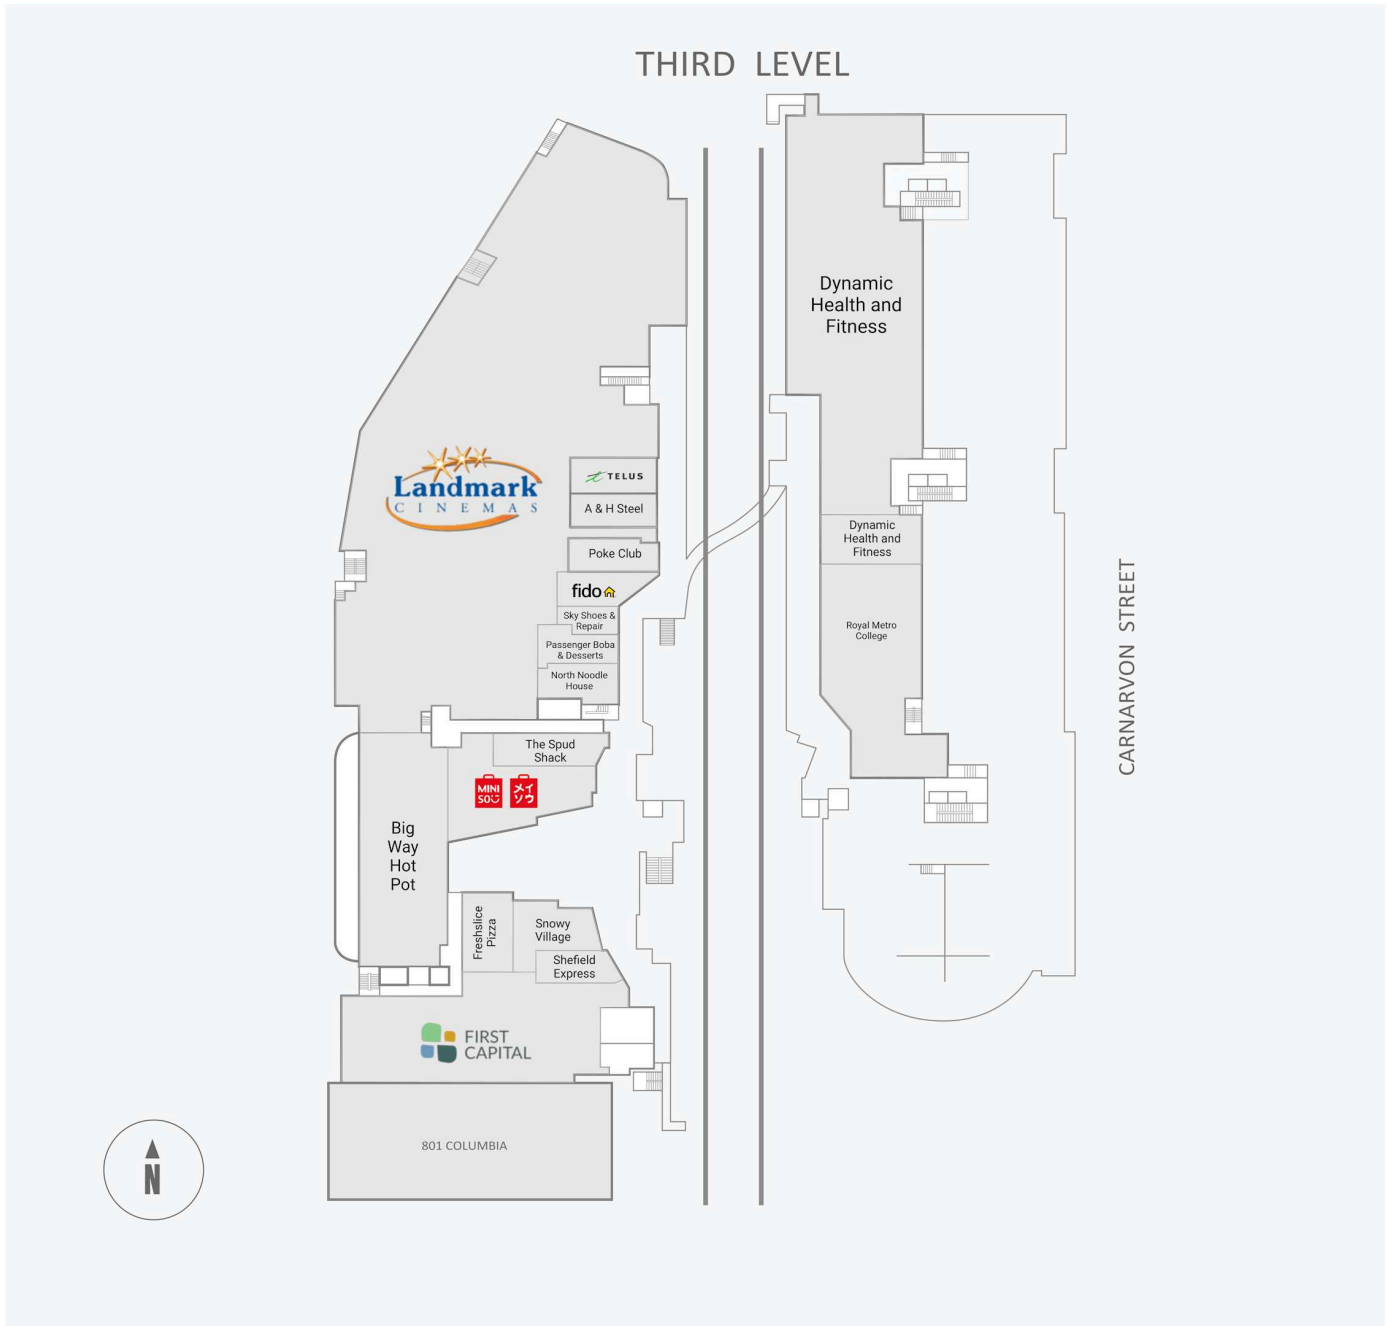 THIRD LEVEL
Dynamic
Health and
Fitness
Landmark
CINEMAS
TELUS
A & H Steel
Dynamic
Health and
Fitness
Poke Club
fido
Sky Shoes &
Repair
Royal Metro
College
Passenger Boba
& Desserts
North Noodle
House
CARNARVON STREET
The Spud
Shack
MINI
SO
メイ
ソウ
Big
Way
Hot
Pot
Freshslice
Pizza
Snowy
Village
Shefield
Express
FIRST
CAPITAL
801 COLUMBIA
N